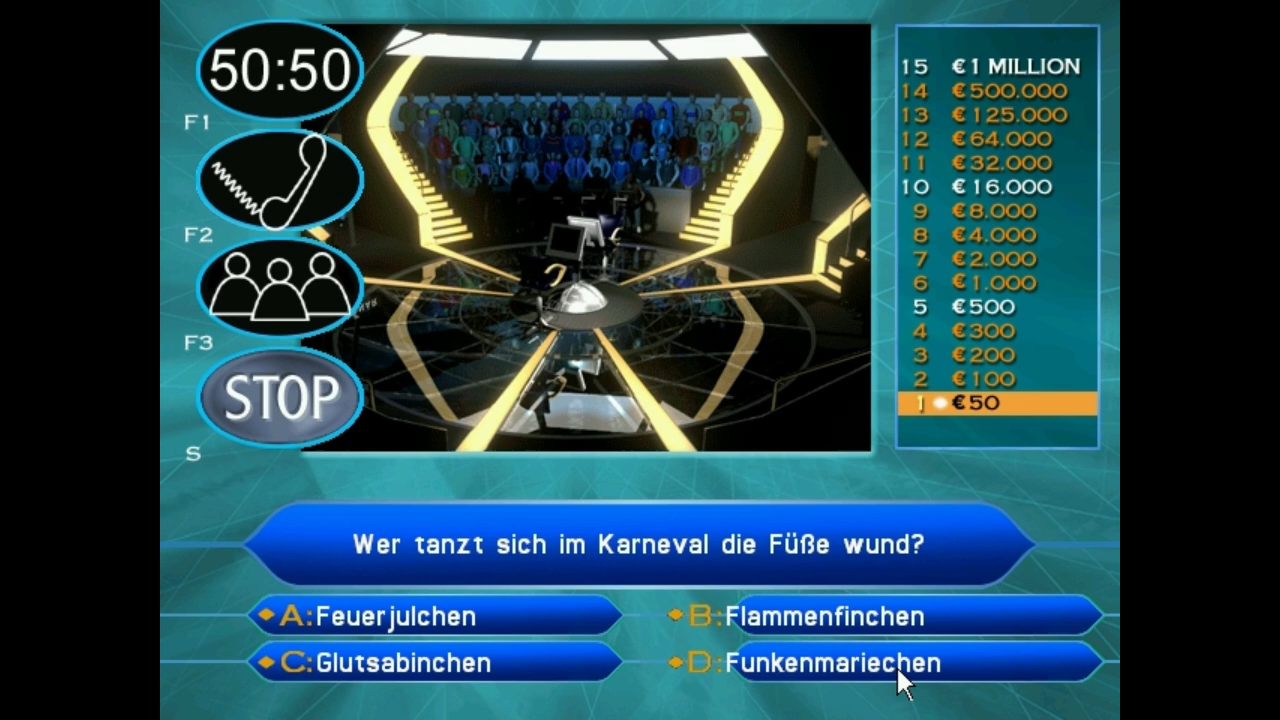 50:50
F1
F2
F3
STOP
S
15 €1 MILLION
14 €500.000
13 €125.000
12 €64.000
11 €32.000
10 €16.000
9 €8.000
8 €4.000
7 €2.000
6 €1.000
5 €500
4 €300
3 €200
2 €100
1 €50
Wer tanzt sich im Karneval die Füße wund?
A: Feuerjulchen
B: Flammenfinchen
C: Glutsabinchen
D: Funkenmariechen